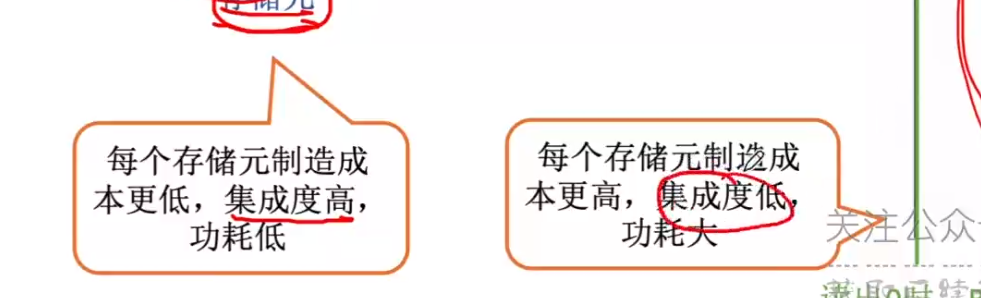 存储元
每个存储元制造成
本更低，集成度高，
功耗低
每个存储元制造成
本更高，集成度低，
功耗大
关注公众